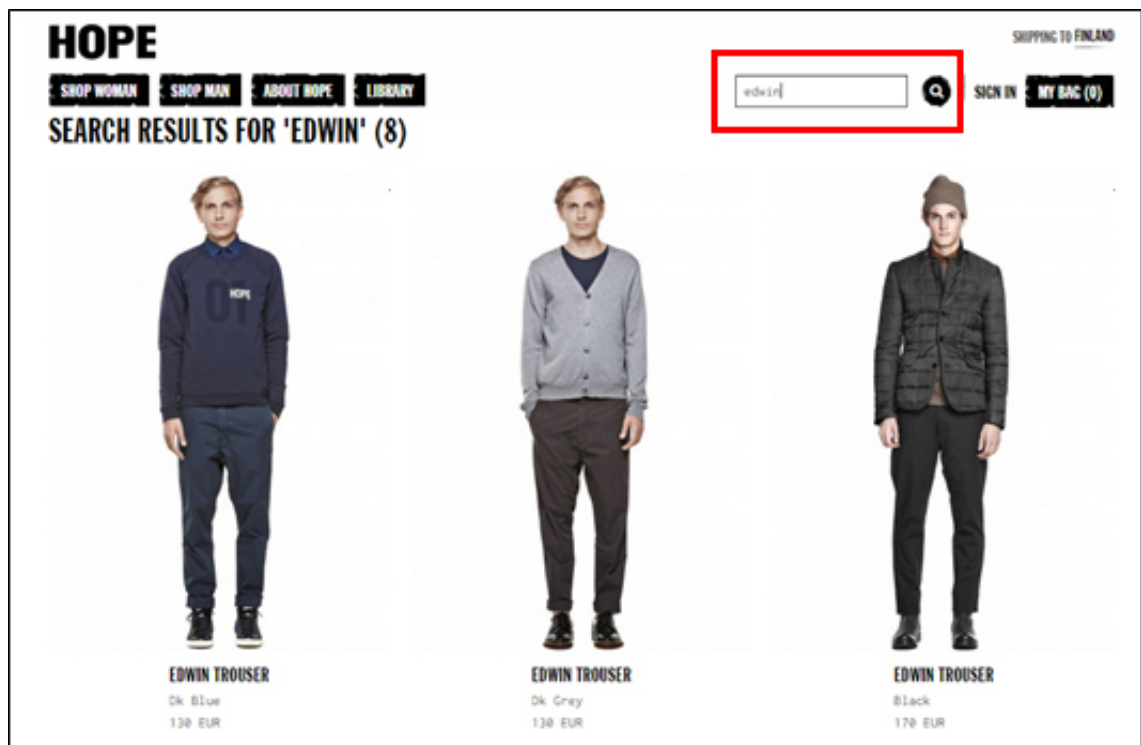 HOPE
SHIPPING TO FINLAND
SHOP WOMAN SHOP MAN ABOUT HOPE LIBRARY
edwin
SIGN IN MY BAG (0)
SEARCH RESULTS FOR 'EDWIN' (8)
01 HOPE
EDWIN TROUSER
Dk Blue
130 EUR
EDWIN TROUSER
Dk Grey
130 EUR
EDWIN TROUSER
Black
170 EUR